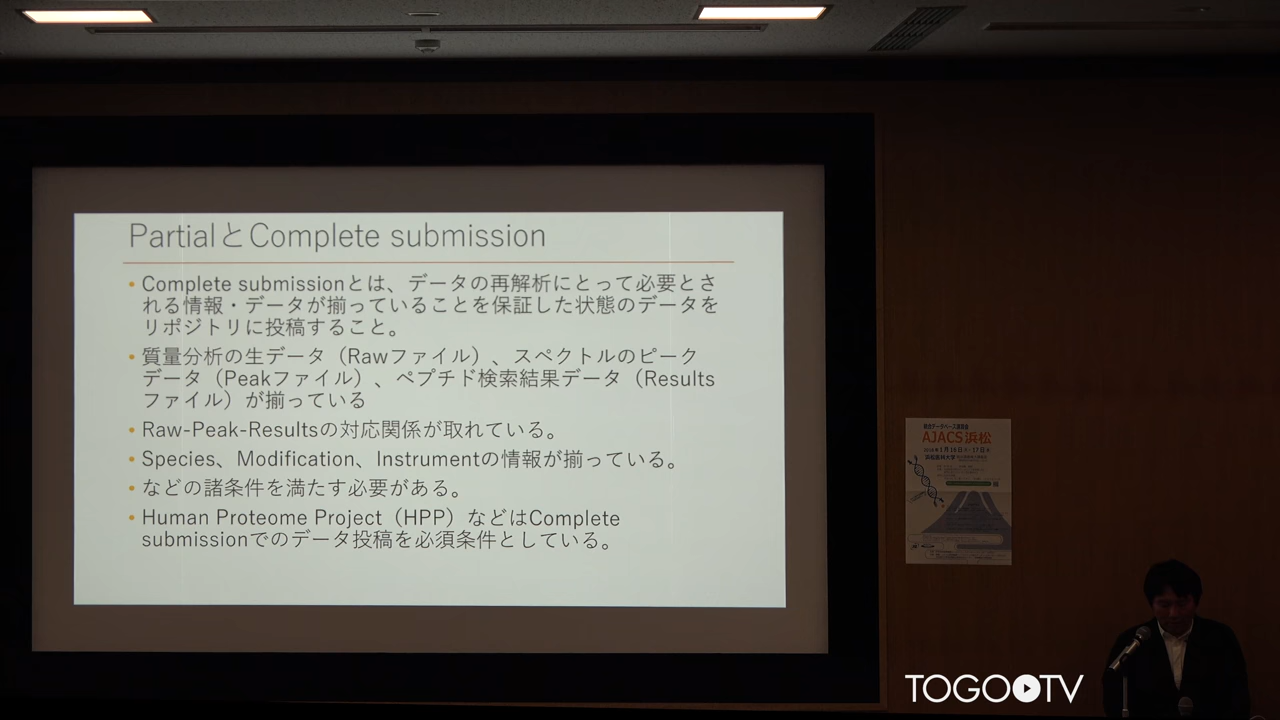 PartialとComplete submission
• Complete submissionとは、データの再解析にとって必要とさ
れる情報・データが揃っていることを保証した状態のデータを
リポジトリに投稿すること。
• 質量分析の生データ（Rawファイル）、スペクトルのピーク
データ（Peakファイル）、ペプチド検索結果データ（Results
ファイル）が揃っている
• Raw-Peak-Resultsの対応関係が取れている。
• Species、Modification、Instrumentの情報が揃っている。
• などの諸条件を満たす必要がある。
• Human Proteome Project（HPP）などはComplete
submissionでのデータ投稿を必須条件としている。
AJACS浜松
浜松医科大学
TOGOTV